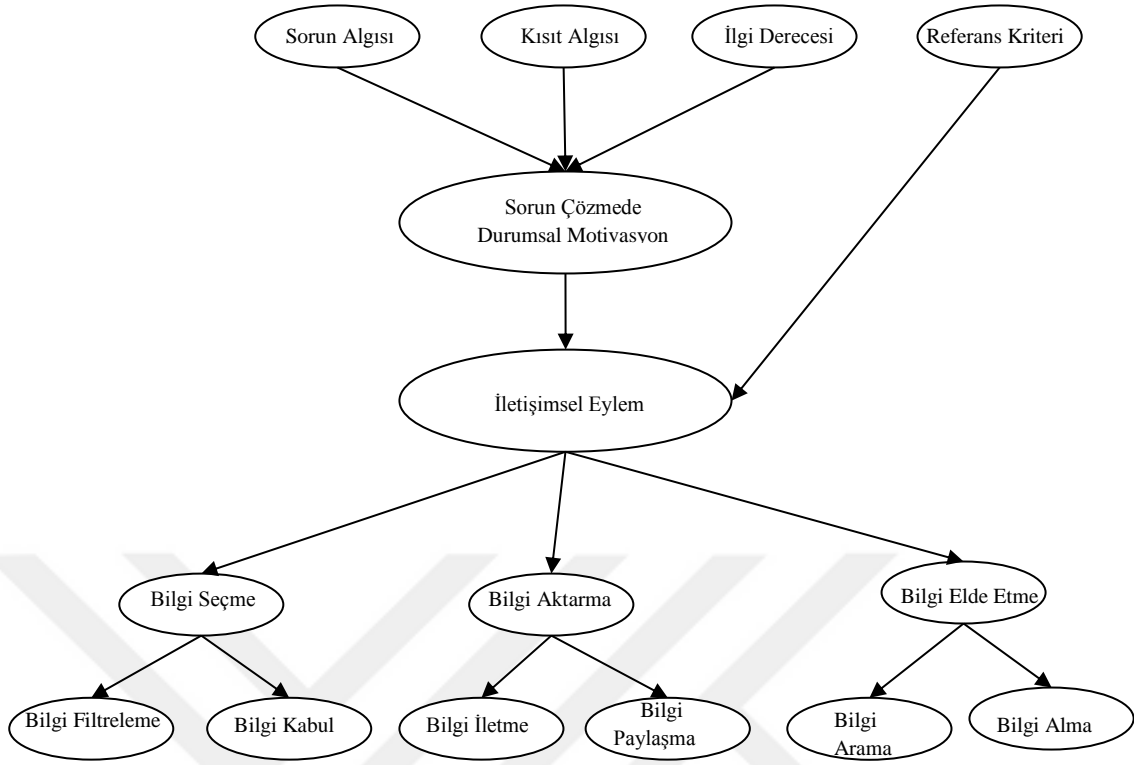 Sorun Algısı
Kısıt Algısı
İlgi Derecesi
Referans Kriteri
Sorun Çözmede
Durumsal Motivasyon
İletişimsel Eylem
Bilgi Seçme
Bilgi Aktarma
Bilgi Elde Etme
Bilgi Filtreleme
Bilgi Kabul
Bilgi İletme
Bilgi
Paylaşma
Bilgi
Arama
Bilgi Alma